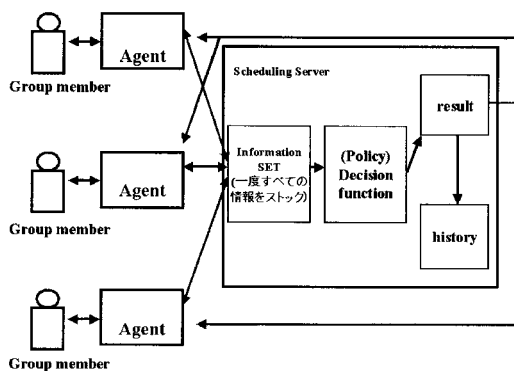 Agent
Group member
Scheduling Server
result
Information
SET
(一度すべての
情報をストック)
(Policy)
Decision
function
Agent
Group member
history
Agent
Group member